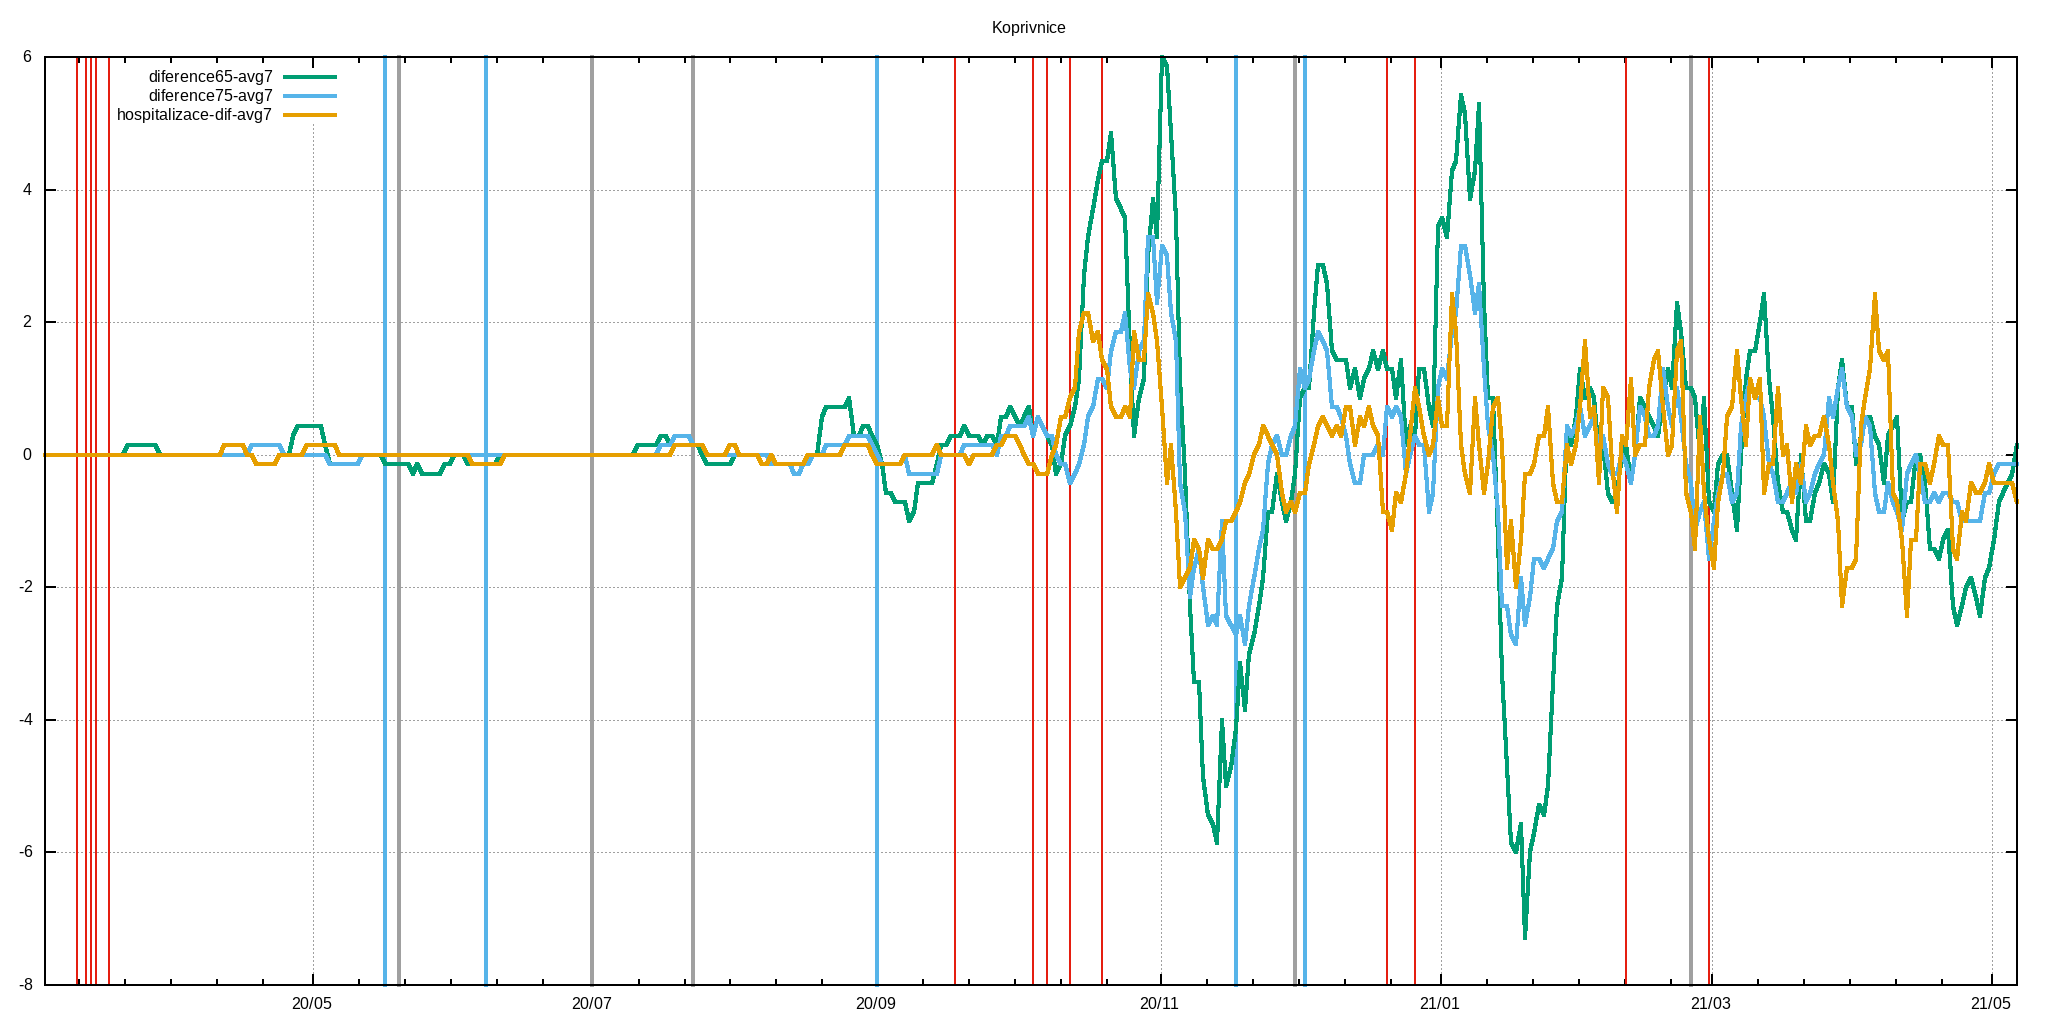 Koprivnice
6
diference65-avg7
diference75-avg7
hospitalizace-dif-avg7
4
2
0
-2
-4
-6
-8
20/05 20/07 20/09 20/11 21/01 21/03 21/05